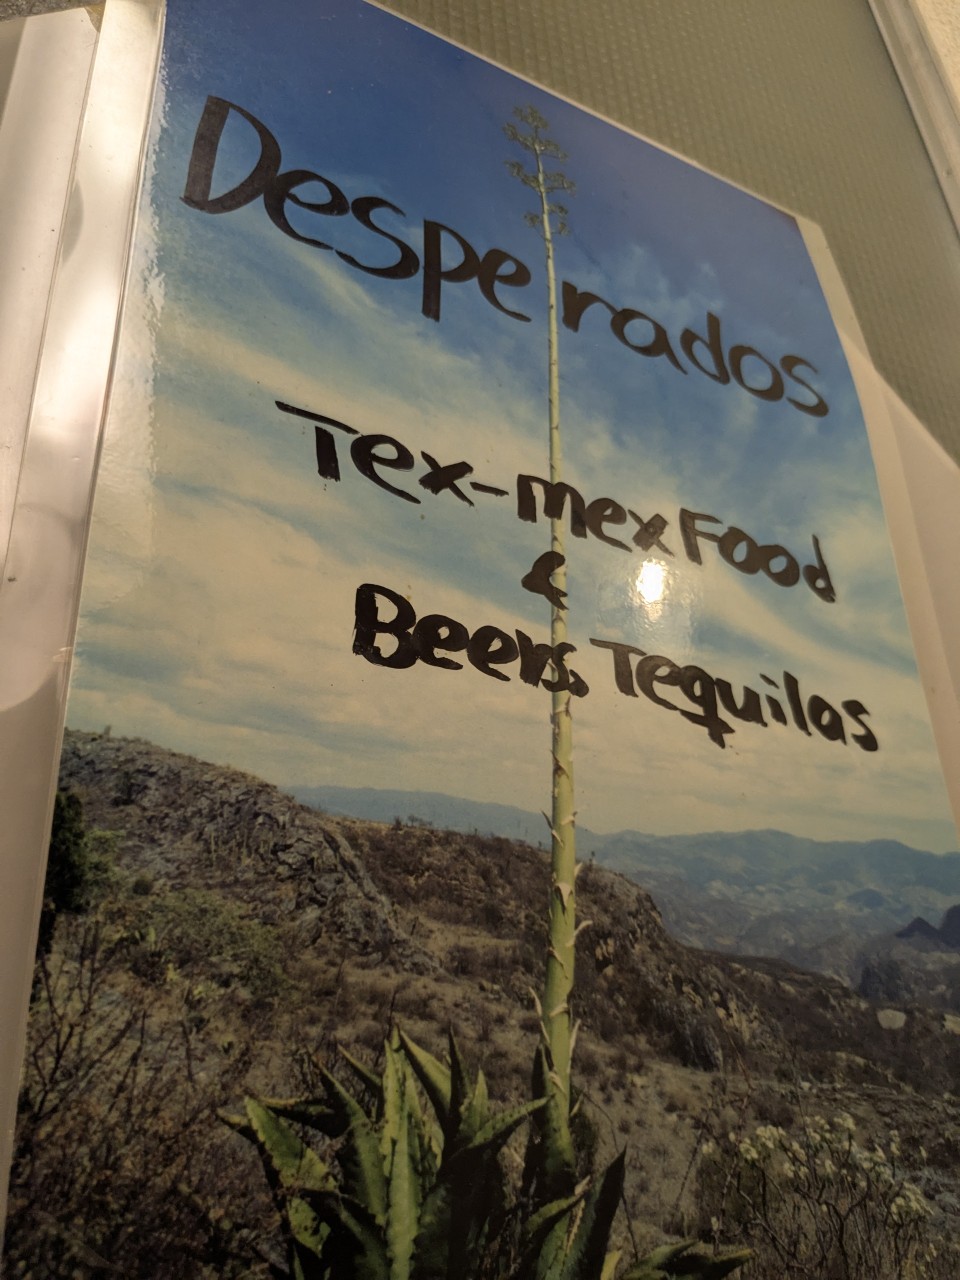 Desperados
Tex-mex Food
&
Beers, Tequilas